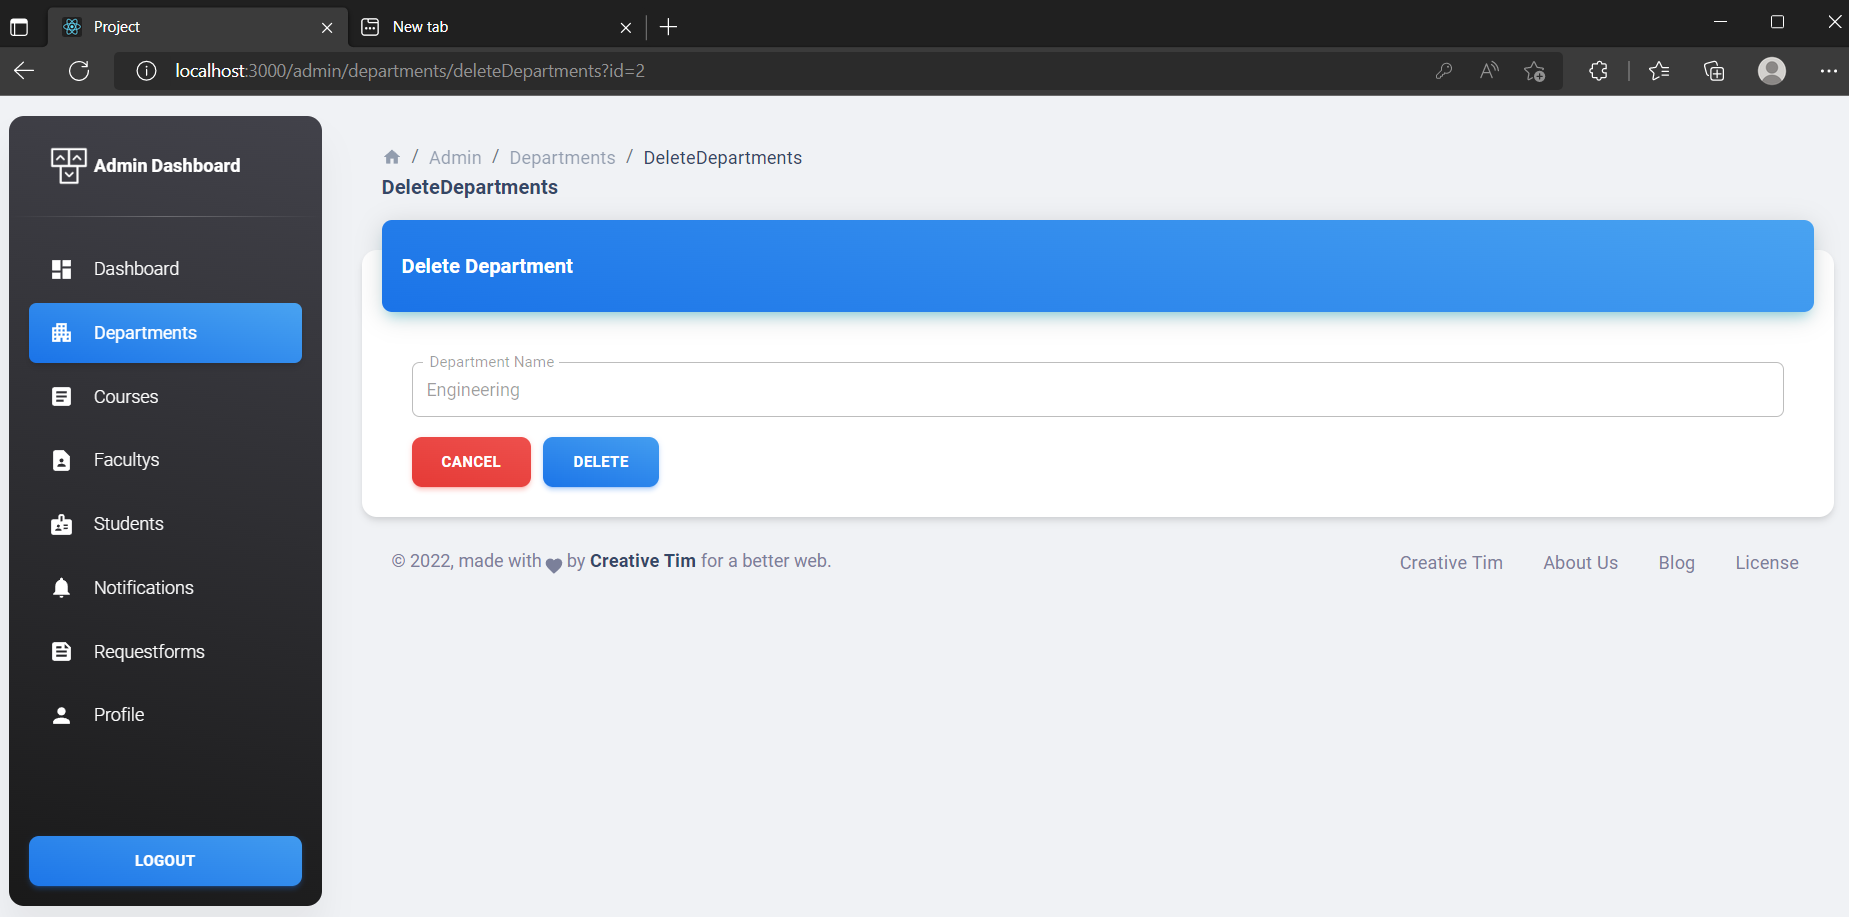 Project
New tab
localhost:3000/admin/departments/deleteDepartments?id=2
Admin Dashboard
Dashboard
Departments
Courses
Facultys
Students
Notifications
Requestforms
Profile
LOGOUT
/ Admin / Departments / DeleteDepartments
DeleteDepartments
Delete Department
Department Name
Engineering
CANCEL DELETE
© 2022, made with by Creative Tim for a better web.
Creative Tim About Us Blog License